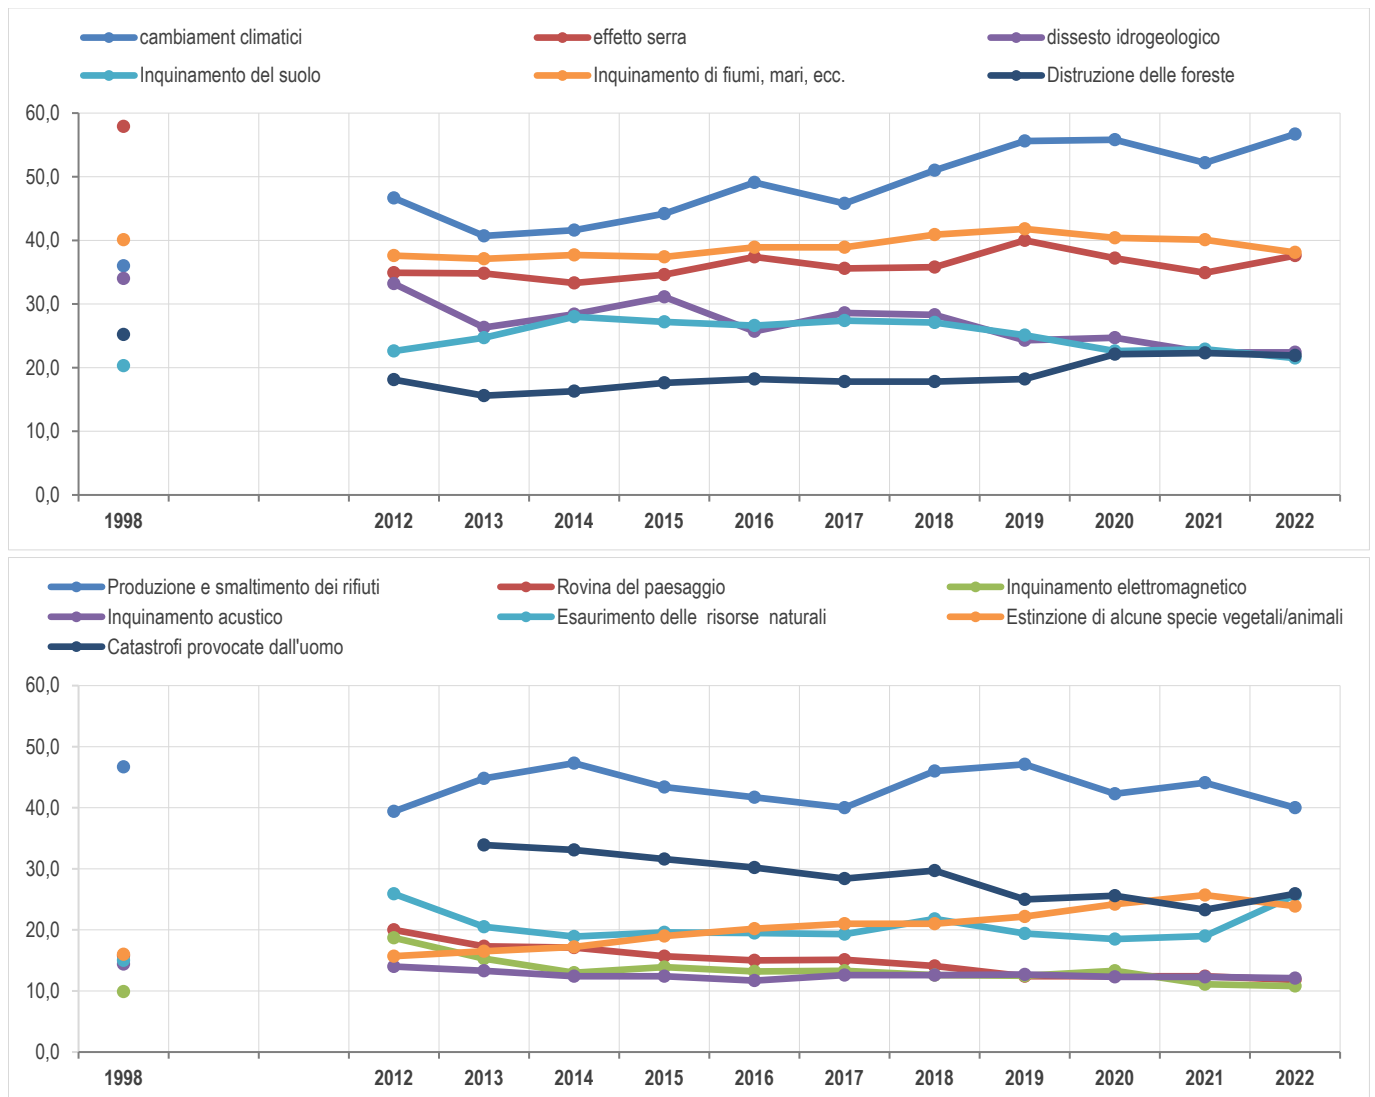 cambiament climatici effetto serra dissesto idrogeologico
Inquinamento del suolo Inquinamento di fiumi, mari, ecc. Distruzione delle foreste
60,0
50,0
40,0
30,0
20,0
10,0
0,0
1998 2012 2013 2014 2015 2016 2017 2018 2019 2020 2021 2022
Produzione e smaltimento dei rifiuti Rovina del paesaggio Inquinamento elettromagnetico
Inquinamento acustico Esaurimento delle risorse naturali Estinzione di alcune specie vegetali/animali
Catastrofi provocate dall'uomo
60,0
50,0
40,0
30,0
20,0
10,0
0,0
1998 2012 2013 2014 2015 2016 2017 2018 2019 2020 2021 2022